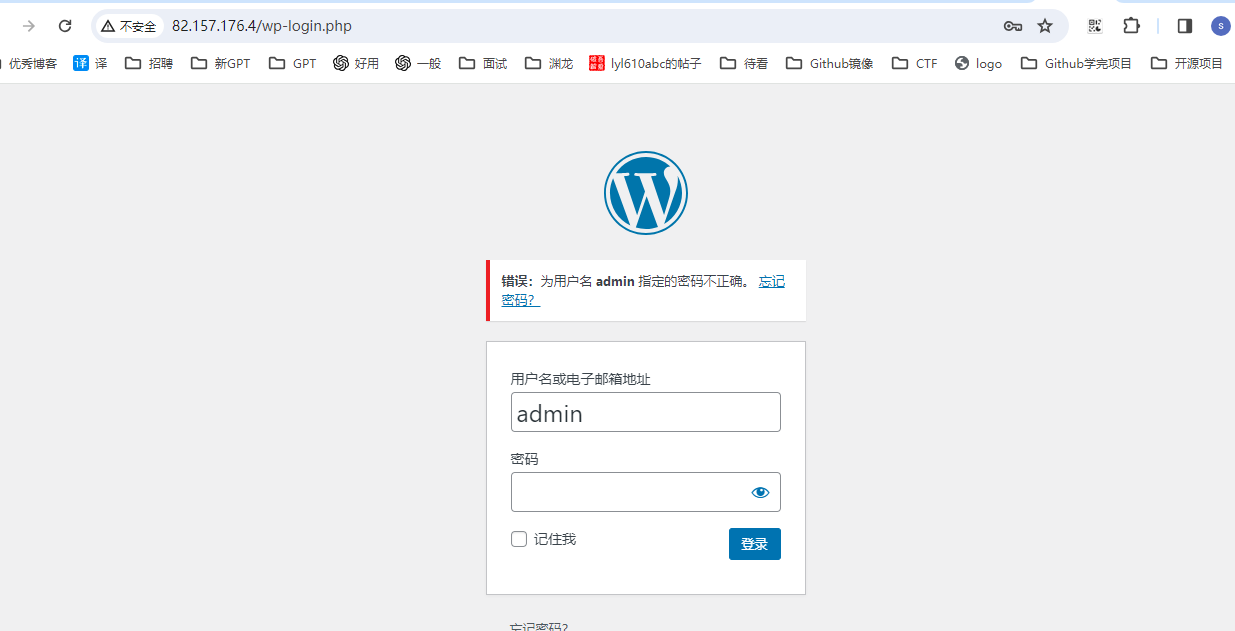 不安全 82.157.176.4/wp-login.php
S
优秀博客 译 译 招聘 新GPT GPT 好用 一般 面试 渊龙 lyl610abc的帖子 待看 Github镜像 CTF logo Github学完项目 开源项目
错误：为用户名 admin 指定的密码不正确。 忘记
密码？
用户名或电子邮箱地址
admin
密码
记住我 登录
忘记密码？